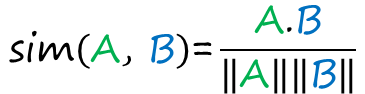 sim(A, B)=
A.B
‖A‖‖B‖